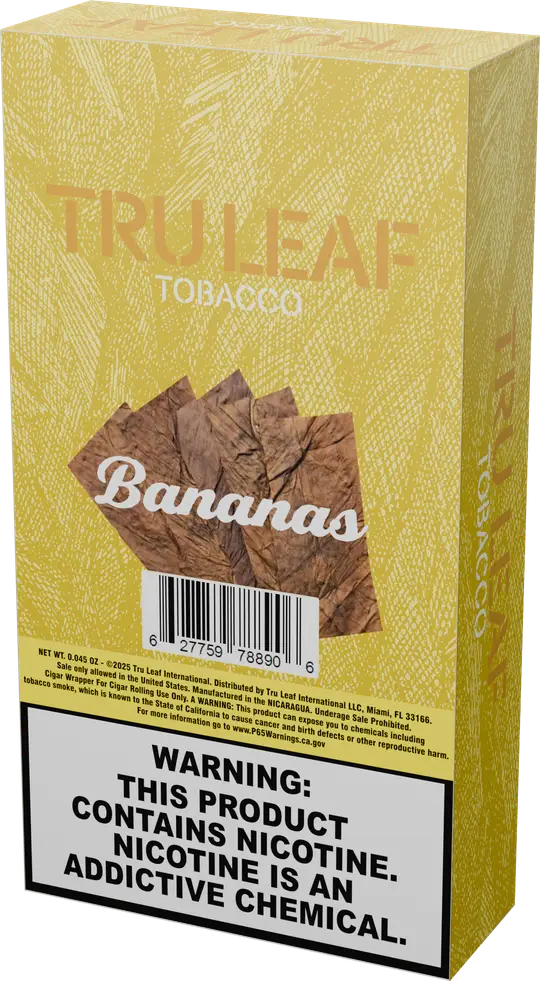 TRU LEAF
TOBACCO
TRU LEAF
TOBACCO
Bananas
6 27759 78890 6
NET WT. 0.045 OZ - ©2025 Tru Leaf International. Distributed by Tru Leaf International LLC, Miami, FL 33166.
Sale only allowed in the United States. Manufactured in the NICARAGUA. Underage Sale Prohibited.
Cigar Wrapper For Cigar Rolling Use Only. A WARNING: This product can expose you to chemicals including
tobacco smoke, which is known to the State of California to cause cancer and birth defects or other reproductive harm.
For more information go to www.P65Warnings.ca.gov
WARNING:
THIS PRODUCT
CONTAINS NICOTINE.
NICOTINE IS AN
ADDICTIVE CHEMICAL.
TRU LEAF
TOBACCO